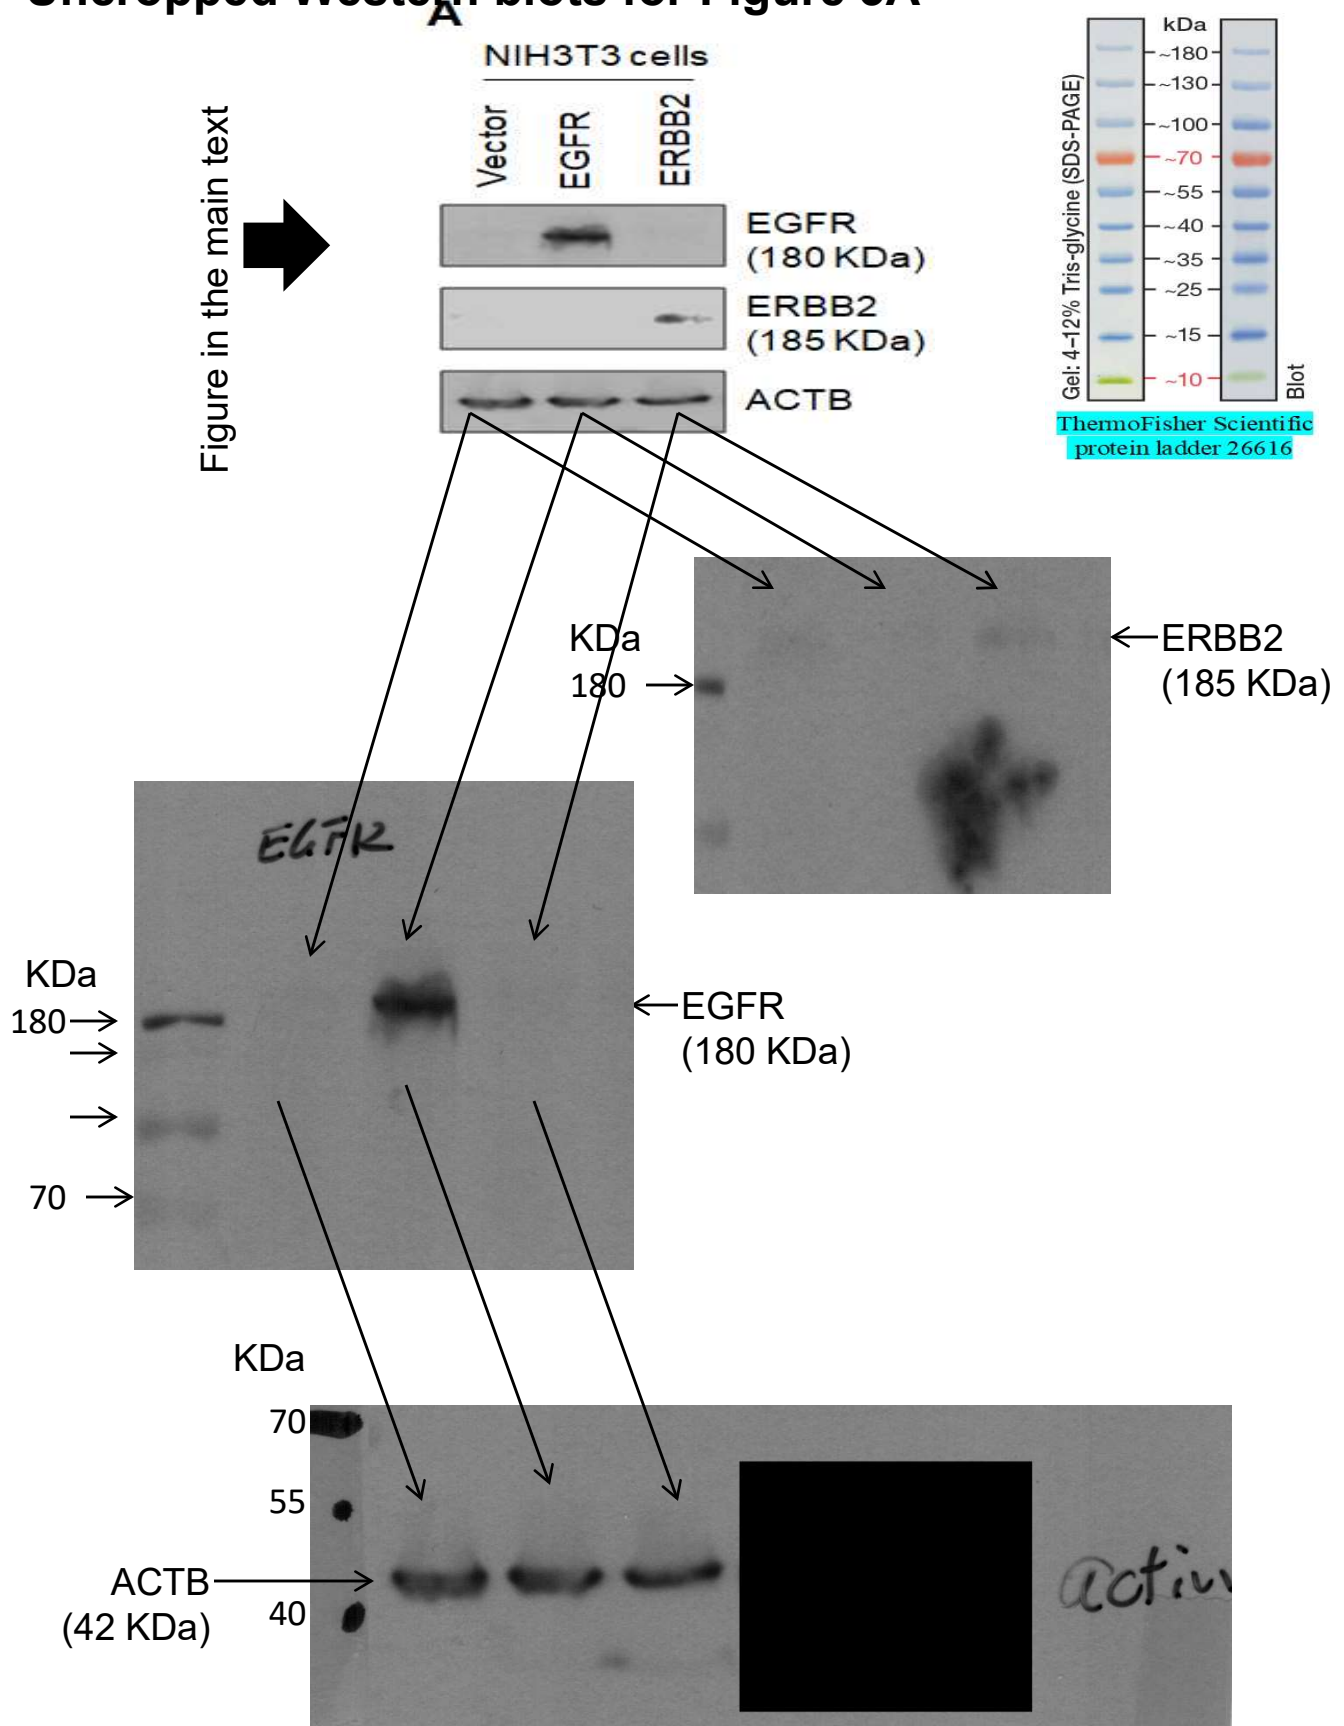 Uncropped Western blots for Figure
A
NIH3T3 cells
Vector
EGFR
ERBB2
Figure in the main text
EGFR
(180 KDa)
ERBB2
(185 KDa)
ACTB
kDa
~180
~130
~100
~70
~55
~40
~35
~25
~15
~10
Gel: 4–12% Tris-glycine (SDS-PAGE)
Blot
ThermoFisher Scientific
protein ladder 26616
KDa
180
ERBB2
(185 KDa)
EGFR
KDa
180
70
EGFR
(180 KDa)
KDa
70
55
40
ACTB
(42 KDa)
actin